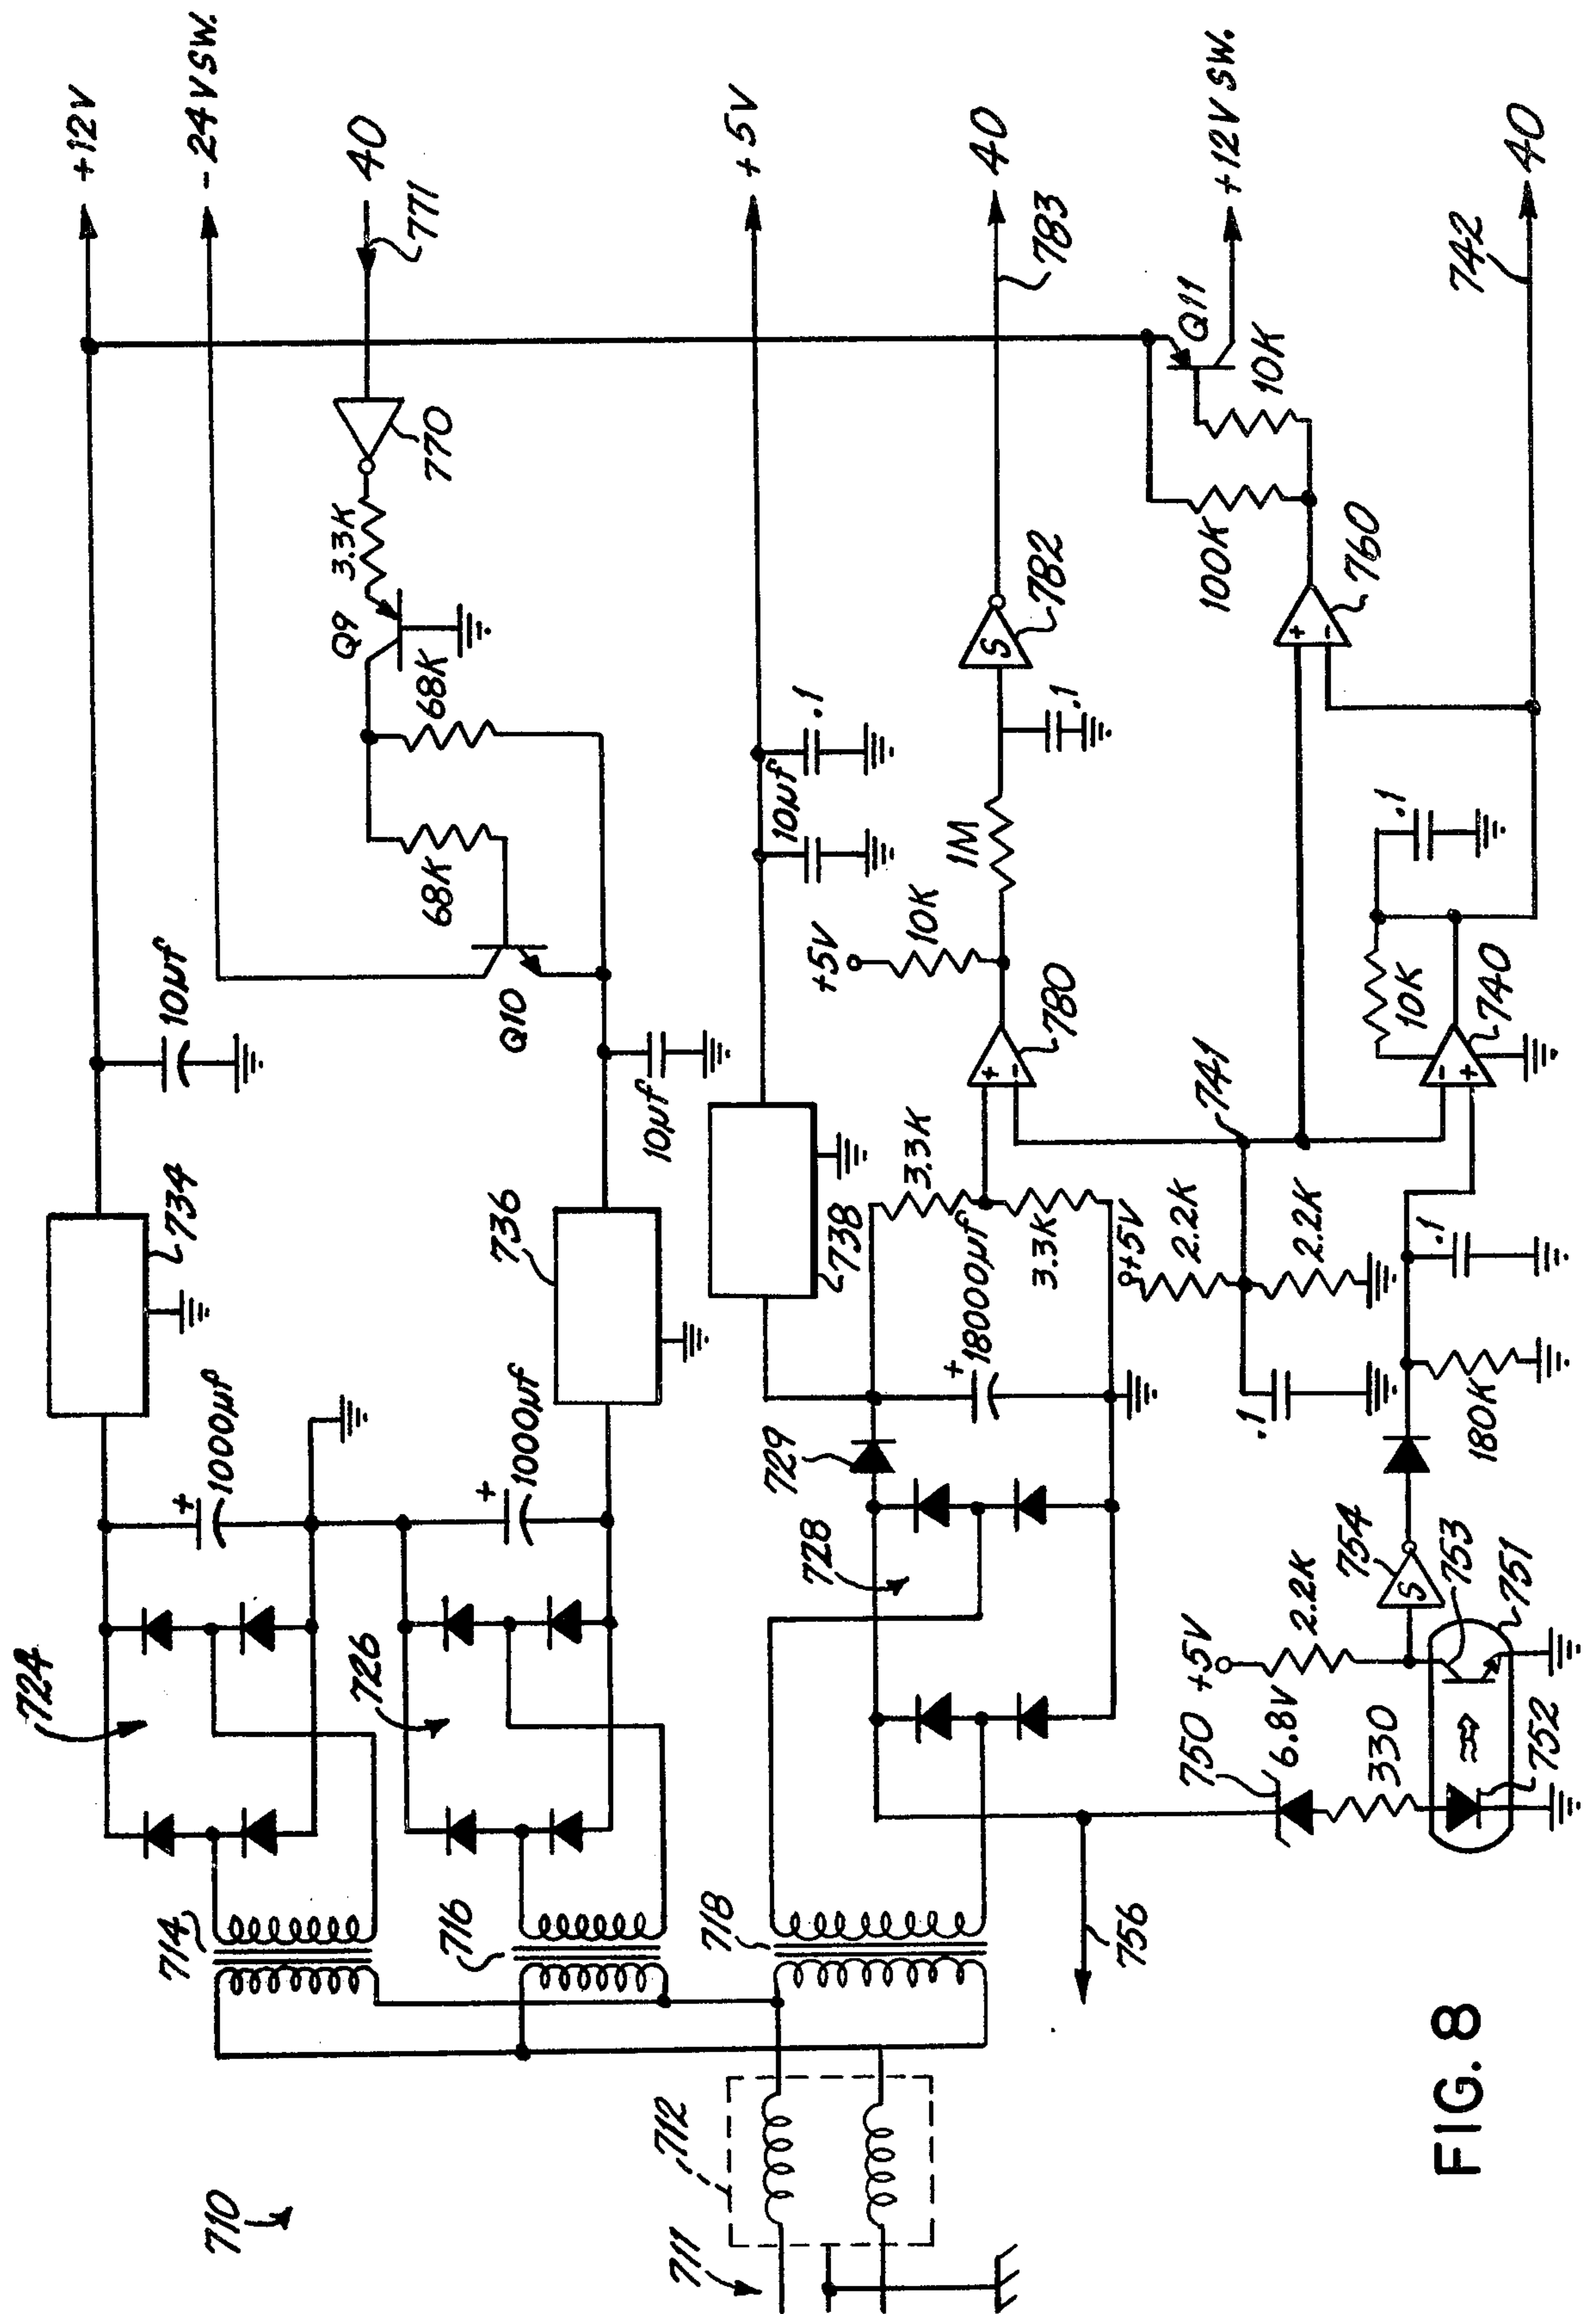 +12V
-24V SW.
40
771
+5V
40
783
+12V SW.
742
40
Q11
10K
770
3.3K
Q9
68K
68K
Q10
100K
760
+
-
782
S
.1
10µf
.1
1M
+5V
10K
780
+
-
10µf
10µf
.1
10K
740
-
+
741
734
736
738
3.3K
3.3K
+
18000µf
+5V
2.2K
2.2K
.1
.1
180K
+
1000µf
+
1000µf
729
728
724
726
754
S
753
751
+5V
2.2K
750
6.8V
330
752
714
716
718
756
712
711
710
FIG. 8